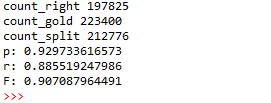 count_right 197825
count_gold 223400
count_split 212776
p: 0.929733616573
r: 0.885519247986
F: 0.907087964491
>>>